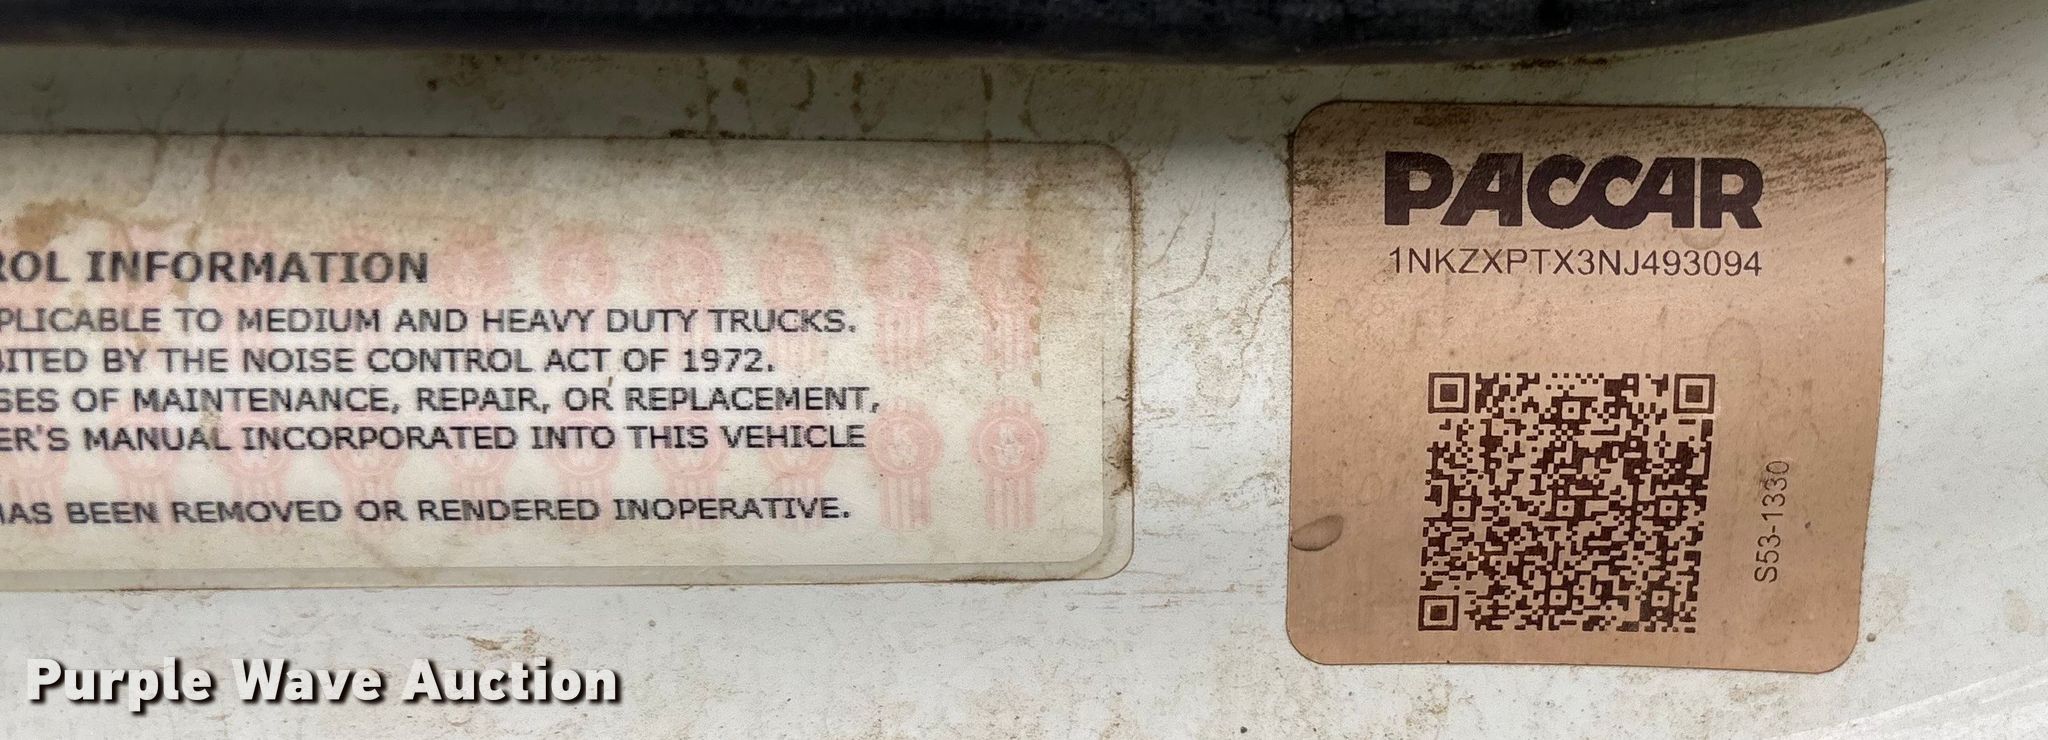 ROL INFORMATION
PLICABLE TO MEDIUM AND HEAVY DUTY TRUCKS.
BITED BY THE NOISE CONTROL ACT OF 1972.
SES OF MAINTENANCE, REPAIR, OR REPLACEMENT,
ER'S MANUAL INCORPORATED INTO THIS VEHICLE
HAS BEEN REMOVED OR RENDERED INOPERATIVE.
PACCAR
1NKZXPTX3NJ493094
S53-1330
Purple Wave Auction